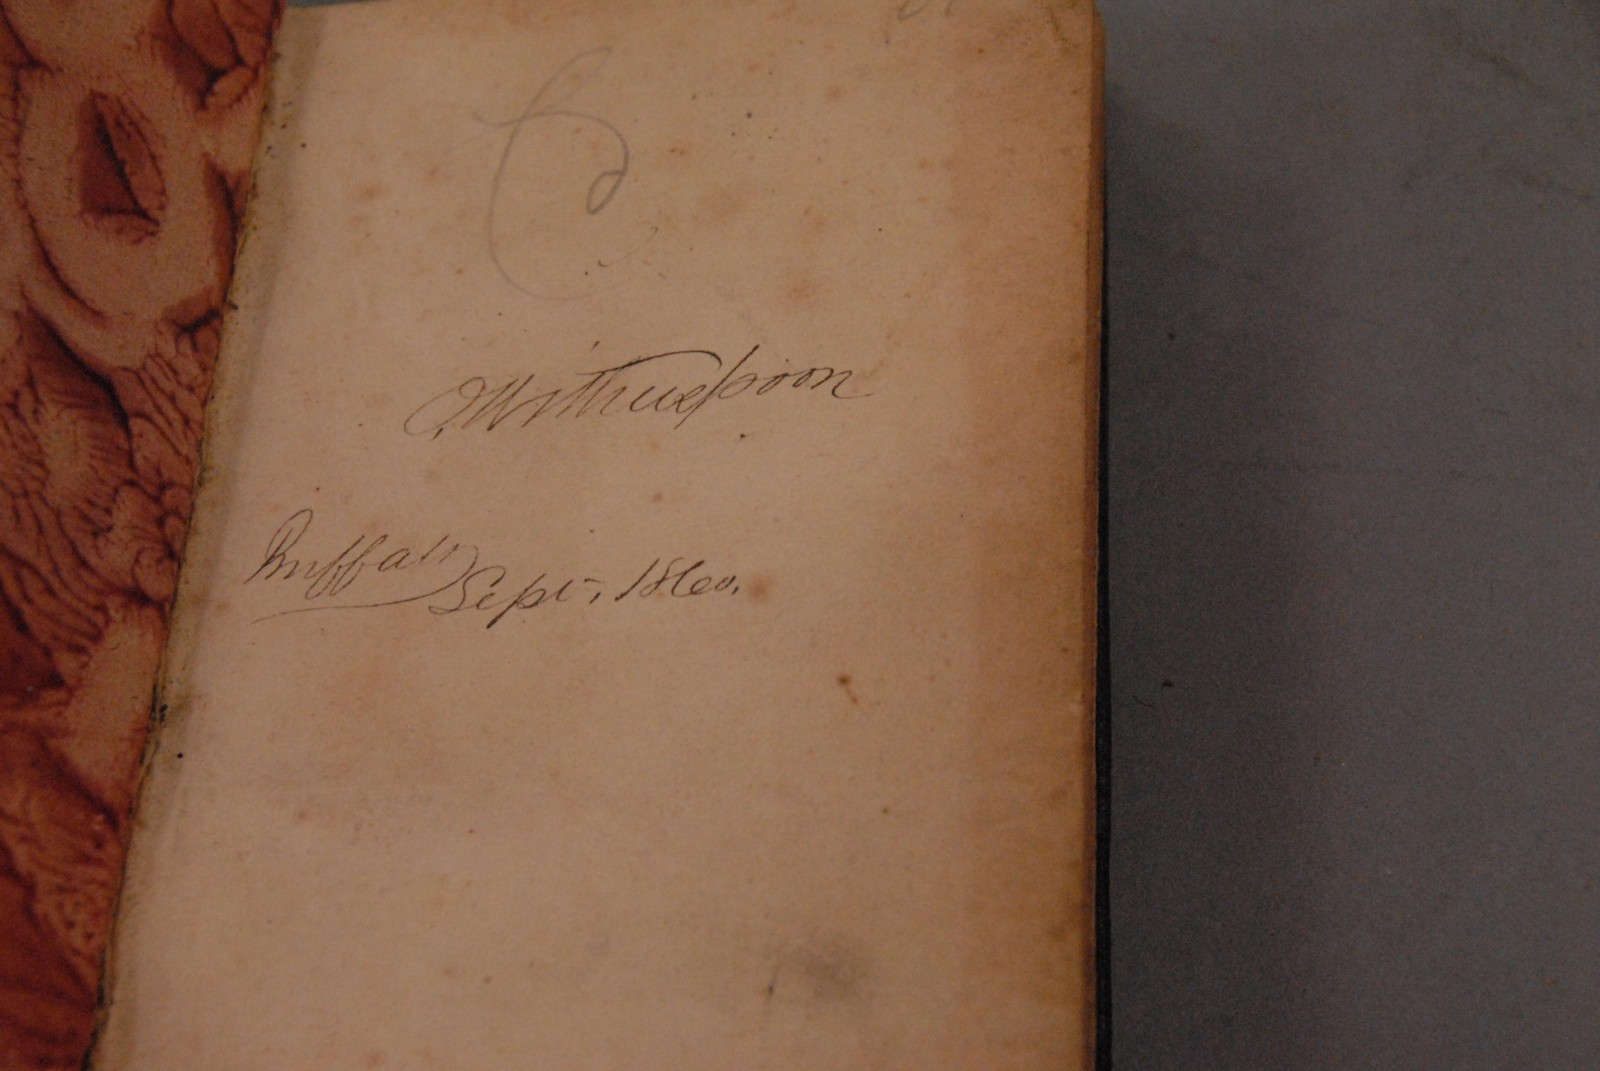 Witherspoon
Buffalo
Sept. 1860.